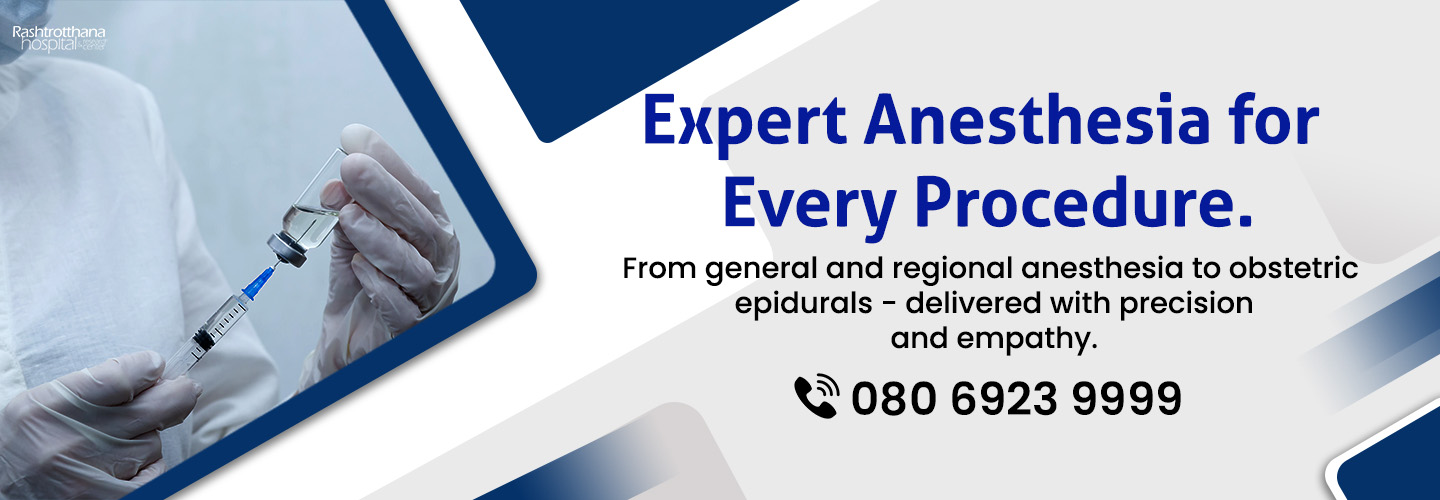 Rashtrotthana
hospital
Expert Anesthesia for
Every Procedure.
From general and regional anesthesia to obstetric
epidurals - delivered with precision
and empathy.
080 6923 9999